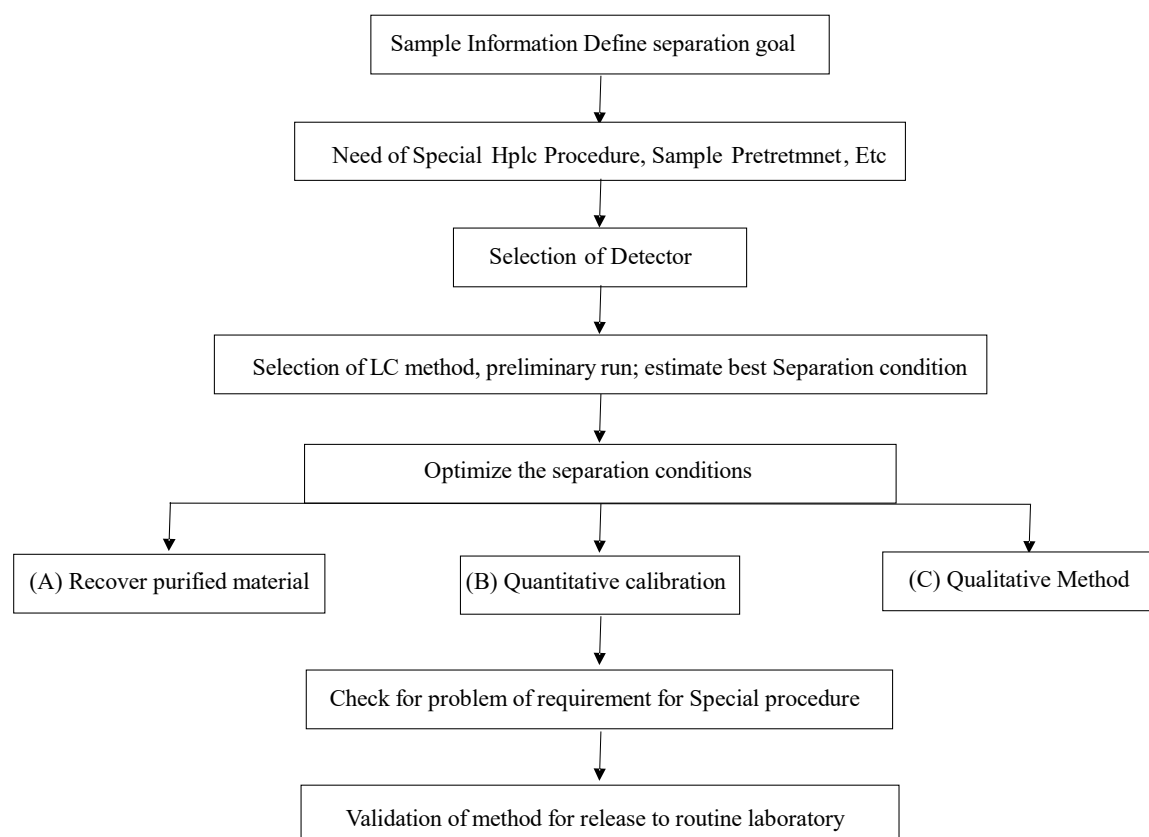 Sample Information Define separation goal
Need of Special Hplc Procedure, Sample Pretretmnet, Etc
Selection of Detector
Selection of LC method, preliminary run; estimate best Separation condition
Optimize the separation conditions
(A) Recover purified material
(B) Quantitative calibration
(C) Qualitative Method
Check for problem of requirement for Special procedure
Validation of method for release to routine laboratory